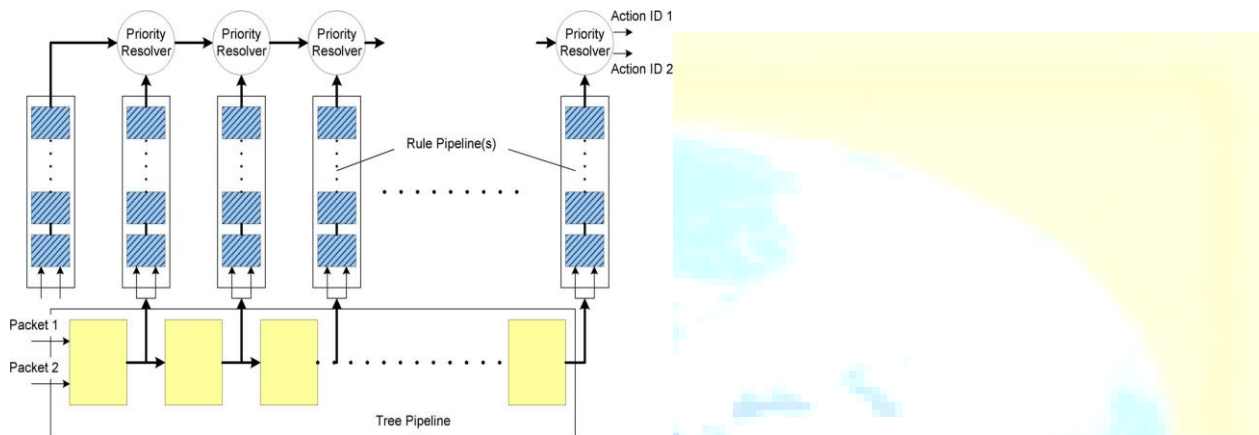 Action ID 1
Priority
Resolver
Priority
Resolver
Priority
Resolver
Priority
Resolver
Action ID 2
Rule Pipeline(s)
Packet 1
Packet 2
Tree Pipeline